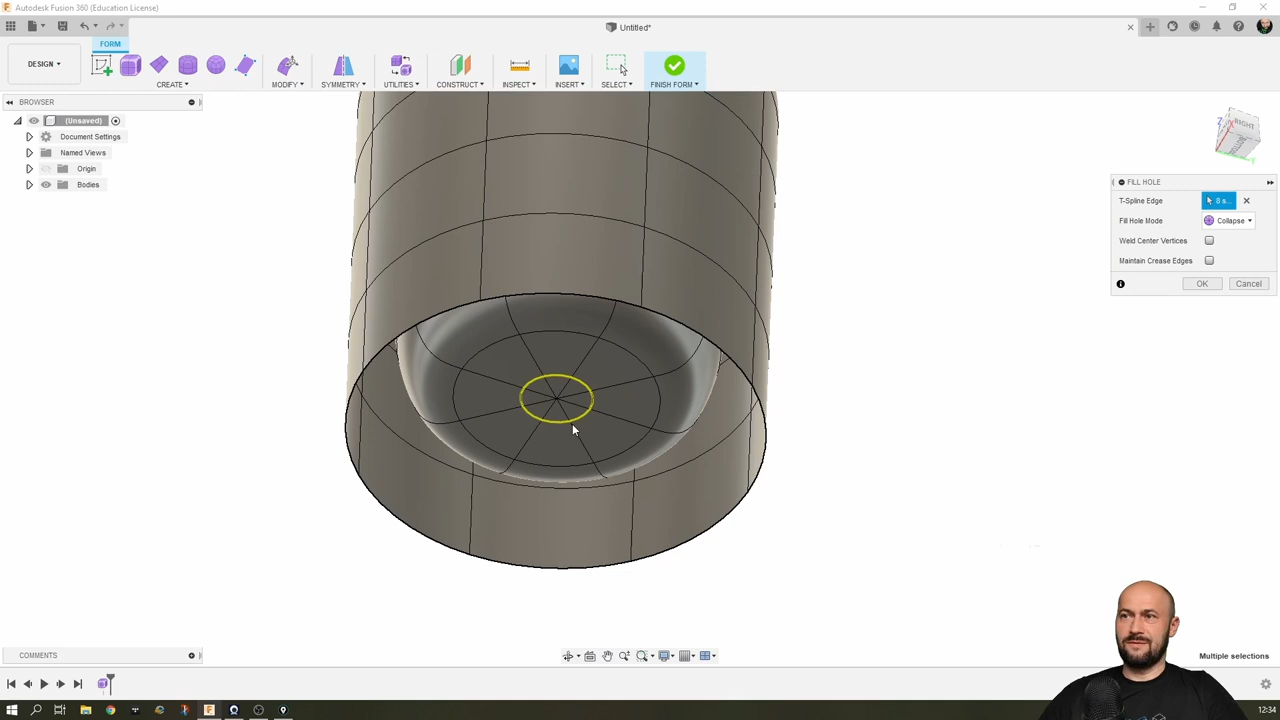 Autodesk Fusion 360 (Education License)
Untitled*
FORM
DESIGN
CREATE
MODIFY
SYMMETRY
UTILITIES
CONSTRUCT
INSPECT
INSERT
SELECT
FINISH FORM
BROWSER
(Unsaved)
Document Settings
Named Views
Origin
Bodies
RIGHT
Z
X
Y
FILL HOLE
T-Spline Edge
8 s...
Fill Hole Mode
Collapse
Weld Center Vertices
Maintain Crease Edges
OK
Cancel
COMMENTS
Multiple selections
12:34